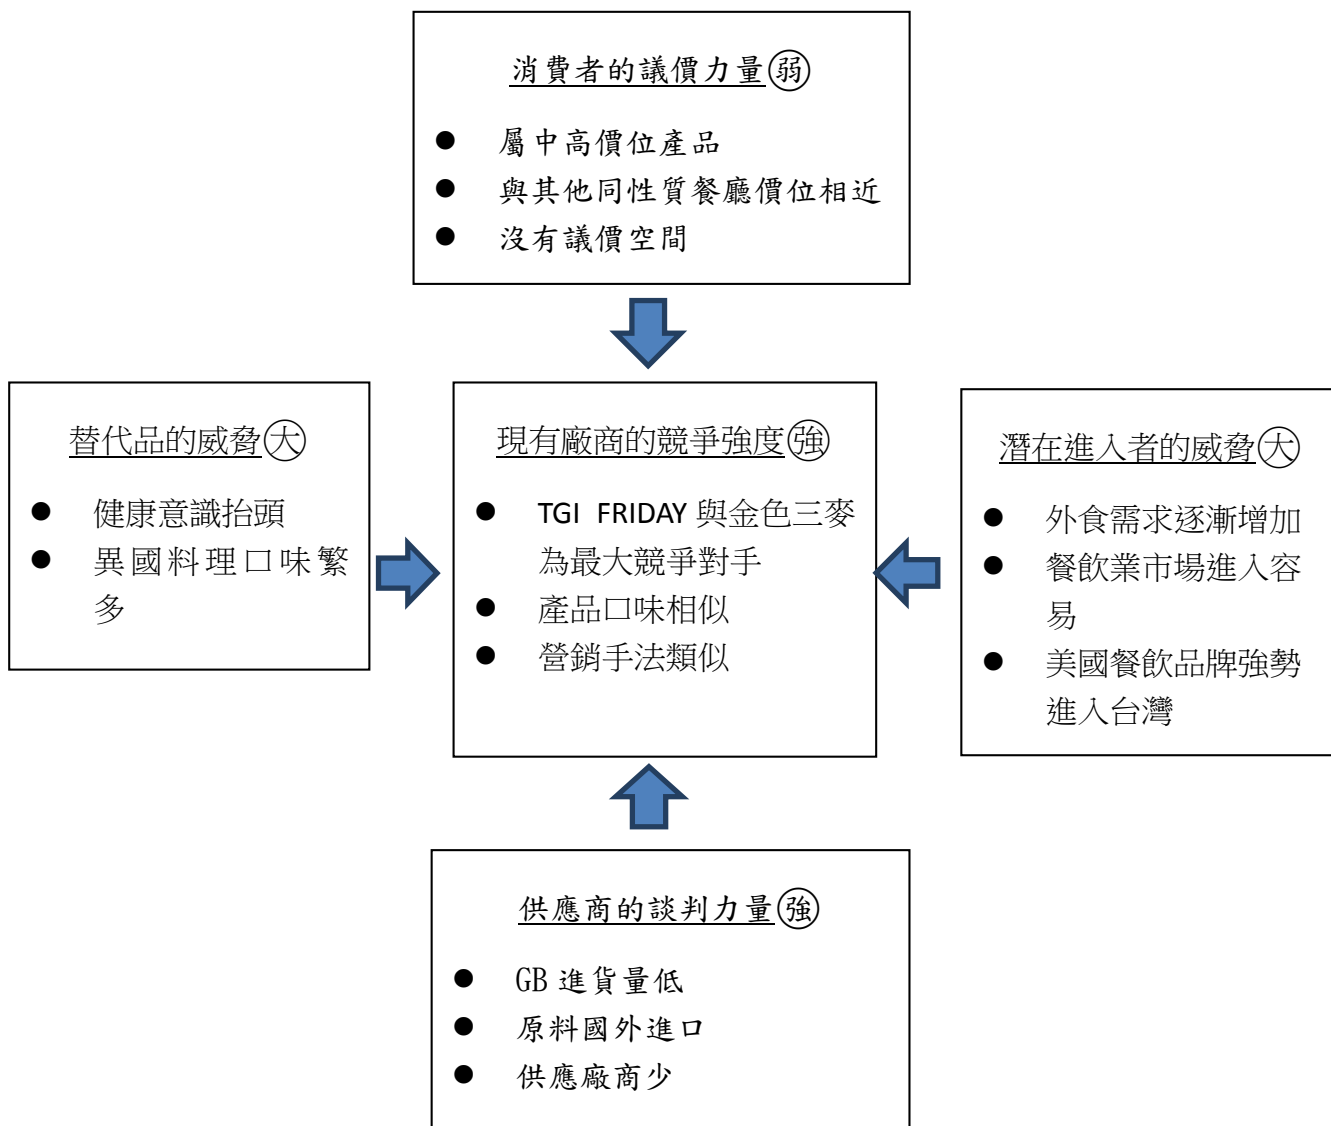 消費者的議價力量弱
● 屬中高價位產品
● 與其他同性質餐廳價位相近
● 沒有議價空間
替代品的威脅大
● 健康意識抬頭
● 異國料理口味繁
多
現有廠商的競爭強度強
● TGI FRIDAY 與金色三麥
為最大競爭對手
● 產品口味相似
● 營銷手法類似
潛在進入者的威脅大
● 外食需求逐漸增加
● 餐飲業市場進入容
易
● 美國餐飲品牌強勢
進入台灣
供應商的談判力量強
● GB 進貨量低
● 原料國外進口
● 供應廠商少